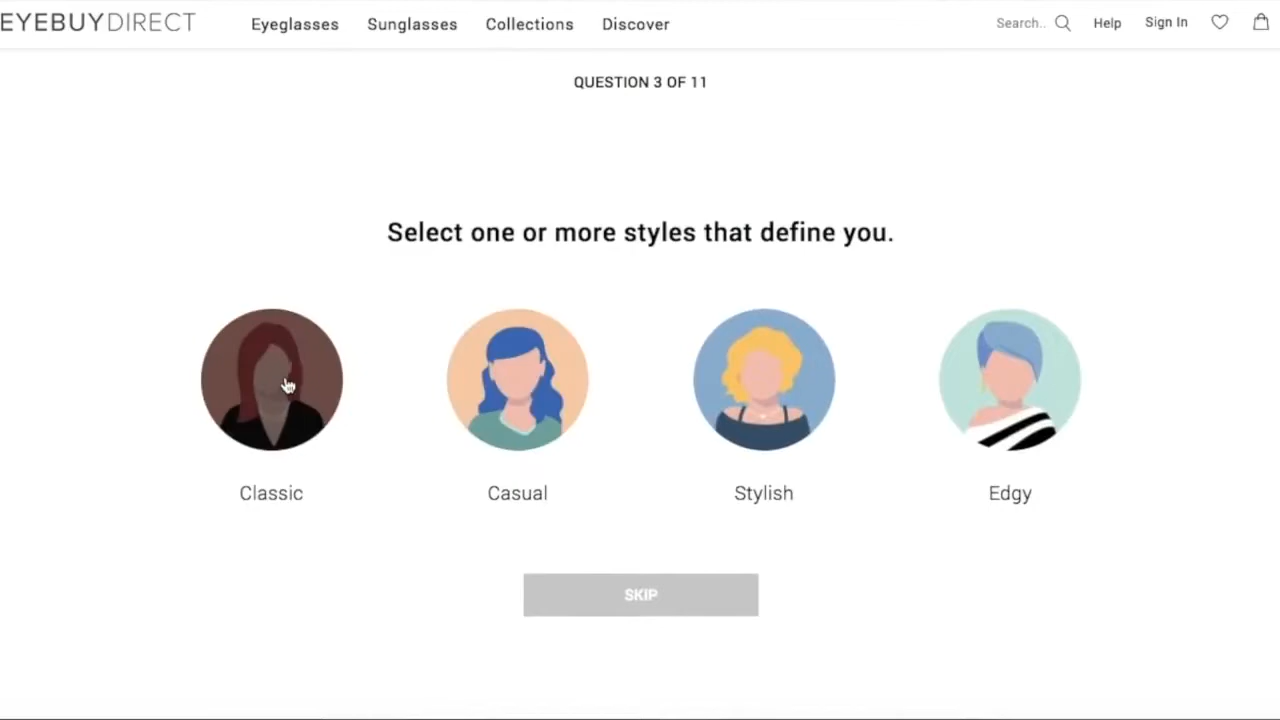 EYEBUYDIRECT Eyeglasses Sunglasses Collections Discover Search.. Help Sign In
QUESTION 3 OF 11
Select one or more styles that define you.
Classic Casual Stylish Edgy
SKIP